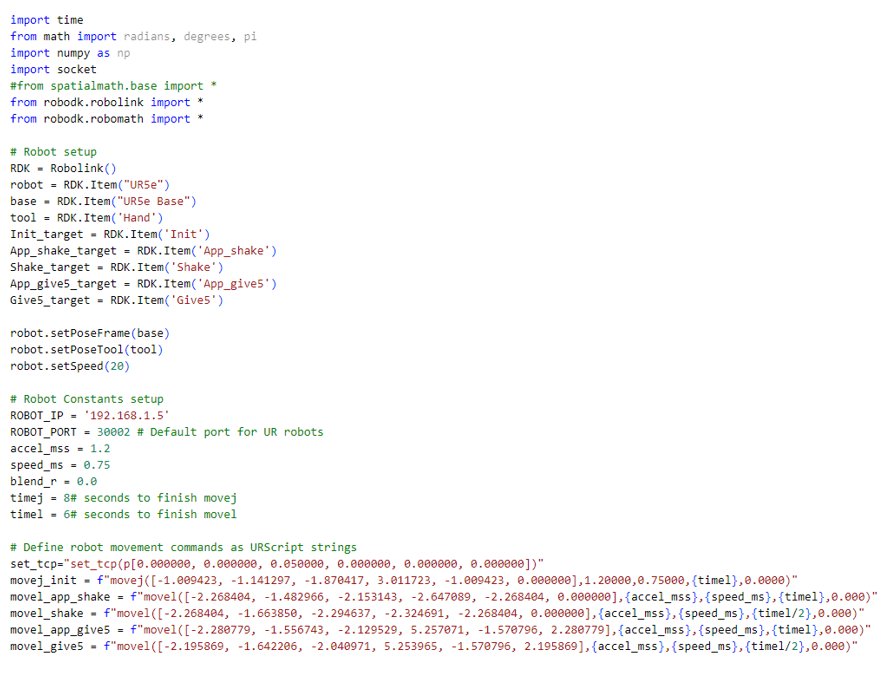 import time
from math import radians, degrees, pi
import numpy as np
import socket
#from spatialmath.base import *
from robodk.robolink import *
from robodk.robomath import *
# Robot setup
RDK = Robolink()
robot = RDK.Item("UR5e")
base = RDK.Item("UR5e Base")
tool = RDK.Item('Hand')
Init_target = RDK.Item('Init')
App_shake_target = RDK.Item('App_shake')
Shake_target = RDK.Item('Shake')
App_give5_target = RDK.Item('App_give5')
Give5_target = RDK.Item('Give5')
robot.setPoseFrame(base)
robot.setPoseTool(tool)
robot.setSpeed(20)
# Robot Constants setup
ROBOT_IP = '192.168.1.5'
ROBOT_PORT = 30002 # Default port for UR robots
accel_mss = 1.2
speed_ms = 0.75
blend_r = 0.0
timej = 8# seconds to finish movej
timel = 6# seconds to finish movel
# Define robot movement commands as URScript strings
set_tcp="set_tcp(p[0.000000, 0.000000, 0.050000, 0.000000, 0.000000, 0.000000])"
movej_init = f"movej([-1.009423, -1.141297, -1.870417, 3.011723, -1.009423, 0.000000],1.20000,0.75000,{timel},0.0000)"
movel_app_shake = f"movel([-2.268404, -1.482966, -2.153143, -2.647089, -2.268404, 0.000000],{accel_mss},{speed_ms},{timel},0.000)"
movel_shake = f"movel([-2.268404, -1.663850, -2.294637, -2.324691, -2.268404, 0.000000],{accel_mss},{speed_ms},{timel/2},0.000)"
movel_app_give5 = f"movel([-2.280779, -1.556743, -2.129529, 5.257071, -1.570796, 2.280779],{accel_mss},{speed_ms},{timel},0.000)"
movel_give5 = f"movel([-2.195869, -1.642206, -2.040971, 5.253965, -1.570796, 2.195869],{accel_mss},{speed_ms},{timel/2},0.000)"